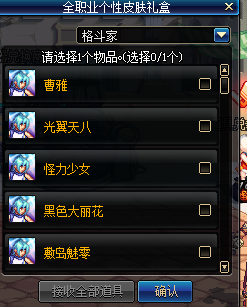 全职业个性皮肤礼盒
格斗家
请选择1个物品。(选择0/1个)
曹雅
光翼天八
怪力少女
黑色大丽花
敷岛魅零
接收全部道具
确认